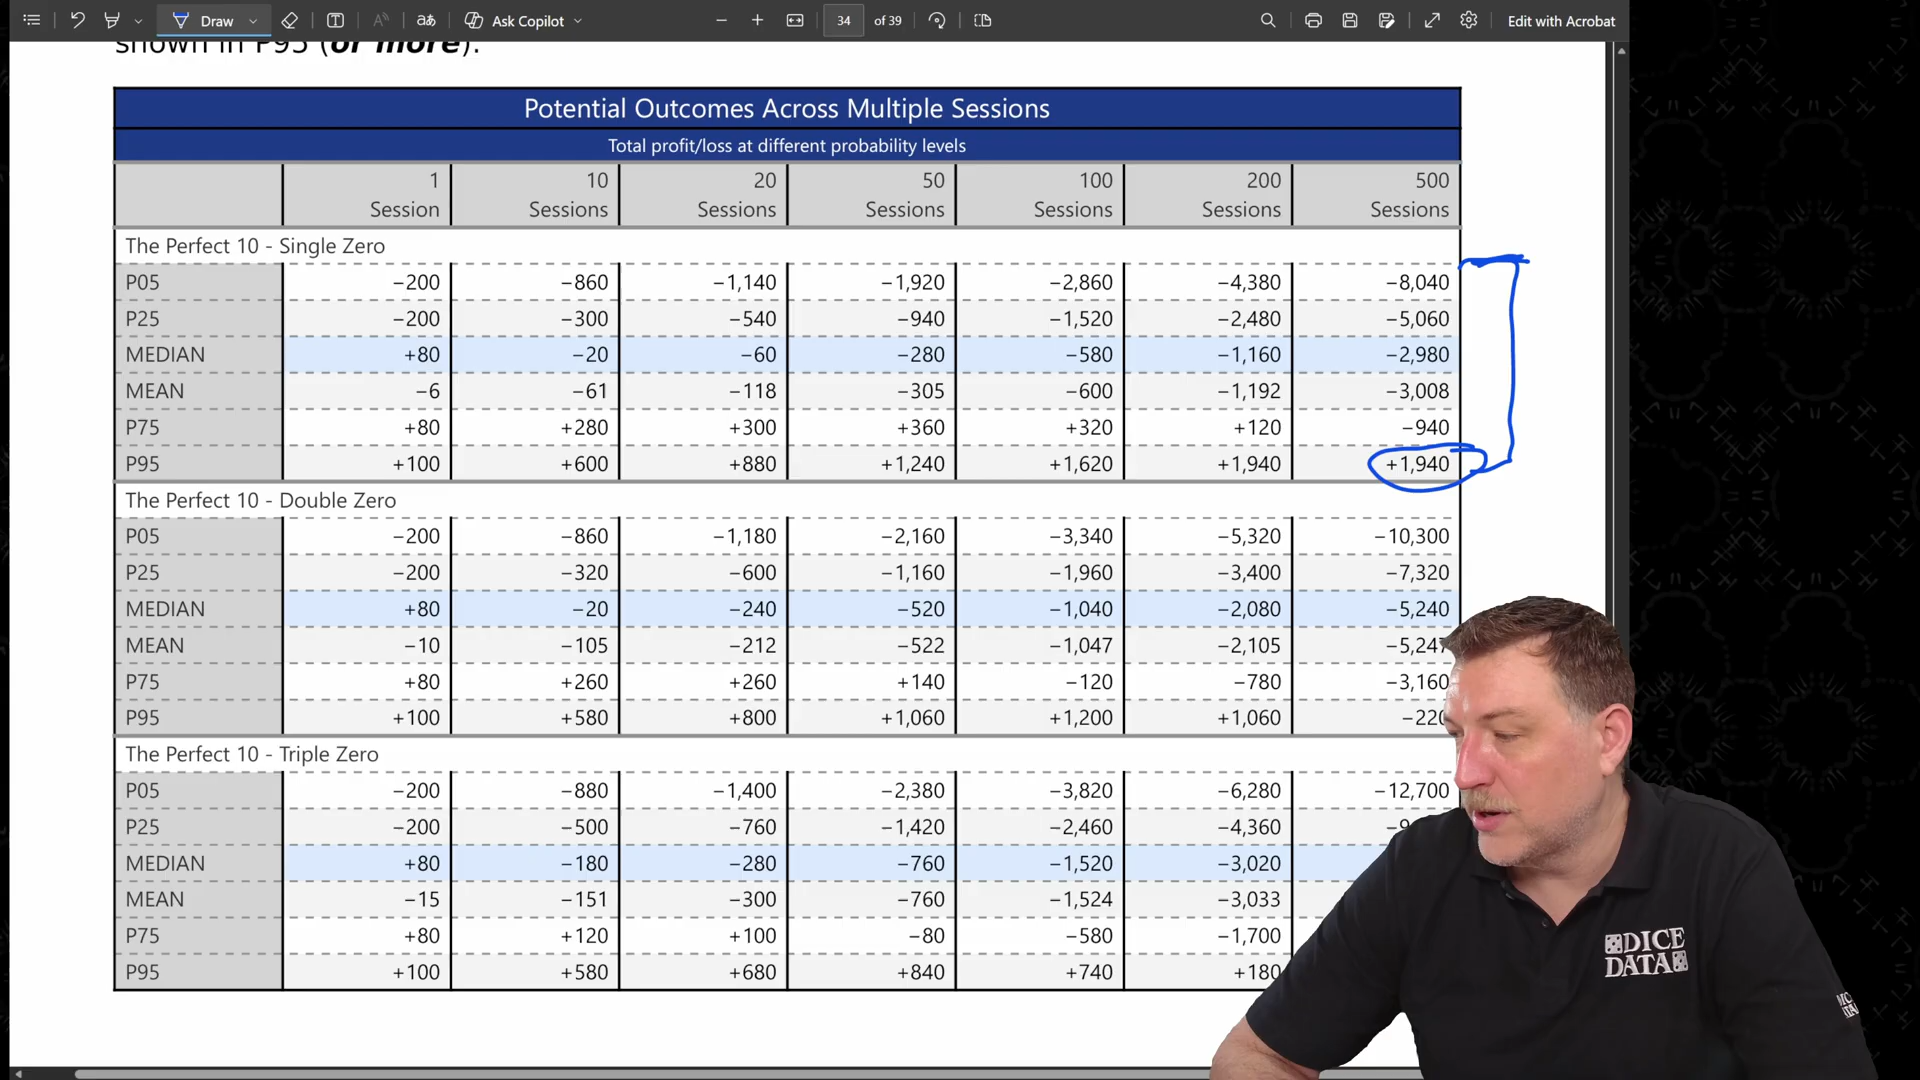 Draw
Ask Copilot
34 of 39
Edit with Acrobat
shown in P95 (or more).
Potential Outcomes Across Multiple Sessions
Total profit/loss at different probability levels
1 Session 10 Sessions 20 Sessions 50 Sessions 100 Sessions 200 Sessions 500 Sessions
The Perfect 10 - Single Zero
P05 −200 −860 −1,140 −1,920 −2,860 −4,380 −8,040
P25 −200 −300 −540 −940 −1,520 −2,480 −5,060
MEDIAN +80 −20 −60 −280 −580 −1,160 −2,980
MEAN −6 −61 −118 −305 −600 −1,192 −3,008
P75 +80 +280 +300 +360 +320 +120 −940
P95 +100 +600 +880 +1,240 +1,620 +1,940 +1,940
The Perfect 10 - Double Zero
P05 −200 −860 −1,180 −2,160 −3,340 −5,320 −10,300
P25 −200 −320 −600 −1,160 −1,960 −3,400 −7,320
MEDIAN +80 −20 −240 −520 −1,040 −2,080 −5,240
MEAN −10 −105 −212 −522 −1,047 −2,105 −5,247
P75 +80 +260 +260 +140 −120 −780 −3,160
P95 +100 +580 +800 +1,060 +1,200 +1,060 −220
The Perfect 10 - Triple Zero
P05 −200 −880 −1,400 −2,380 −3,820 −6,280 −12,700
P25 −200 −500 −760 −1,420 −2,460 −4,360
MEDIAN +80 −180 −280 −760 −1,520 −3,020
MEAN −15 −151 −300 −760 −1,524 −3,033
P75 +80 +120 +100 −80 −580 −1,700
P95 +100 +580 +680 +840 +740 +180
DICE
DATA